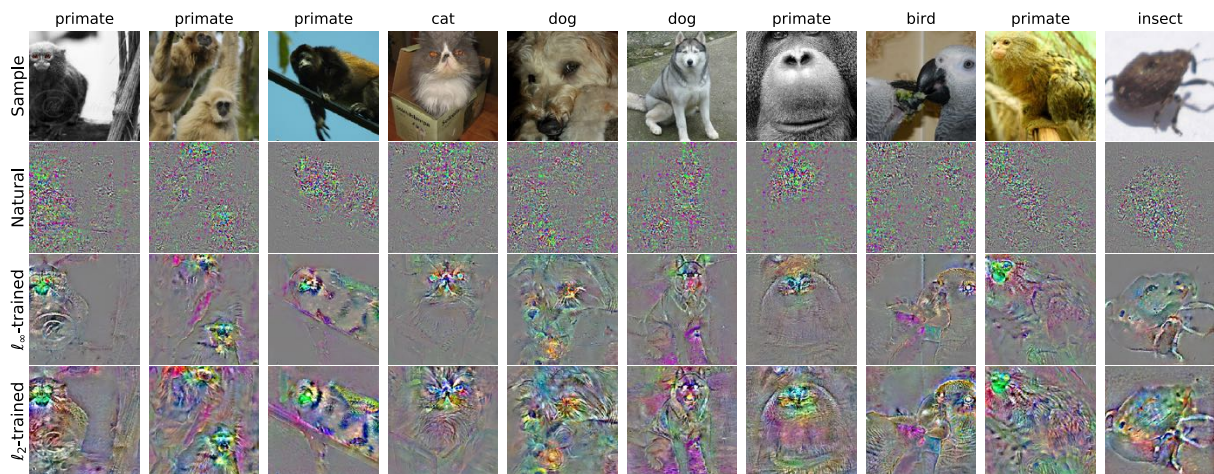 primate primate primate cat dog dog primate bird primate insect
Sample
Natural
ℓ∞-trained
ℓ2-trained